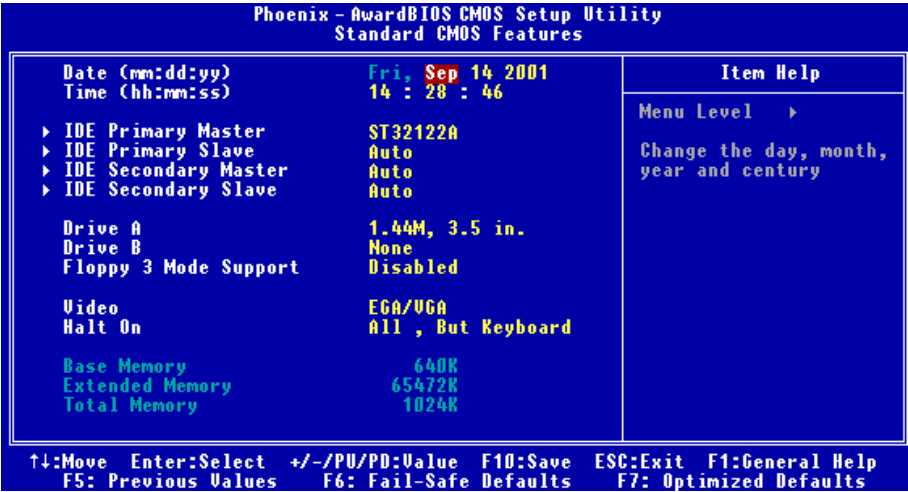 Phoenix - AwardBIOS CMOS Setup Utility
Standard CMOS Features
Date (mm:dd:yy) Fri, Sep 14 2001
Time (hh:mm:ss) 14 : 28 : 46
IDE Primary Master ST32122A
IDE Primary Slave Auto
IDE Secondary Master Auto
IDE Secondary Slave Auto
Drive A 1.44M, 3.5 in.
Drive B None
Floppy 3 Mode Support Disabled
Video EGA/VGA
Halt On All , But Keyboard
Base Memory 640K
Extended Memory 65472K
Total Memory 1024K
Item Help
Menu Level
Change the day, month,
year and century
↑↓:Move Enter:Select +/-/PU/PD:Value F10:Save ESC:Exit F1:General Help
F5: Previous Values F6: Fail-Safe Defaults F7: Optimized Defaults